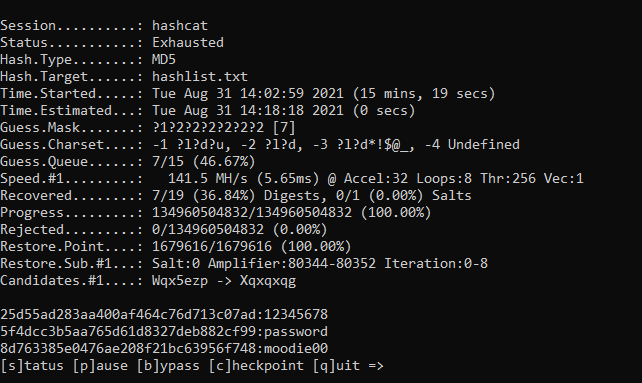 Session..........: hashcat
Status...........: Exhausted
Hash.Type........: MD5
Hash.Target......: hashlist.txt
Time.Started.....: Tue Aug 31 14:02:59 2021 (15 mins, 19 secs)
Time.Estimated...: Tue Aug 31 14:18:18 2021 (0 secs)
Guess.Mask.......: ?1?2?2?2?2?2?2 [7]
Guess.Charset....: -1 ?l?d?u, -2 ?l?d, -3 ?l?d*!$@_, -4 Undefined
Guess.Queue......: 7/15 (46.67%)
Speed.#1.........: 141.5 MH/s (5.65ms) @ Accel:32 Loops:8 Thr:256 Vec:1
Recovered........: 7/19 (36.84%) Digests, 0/1 (0.00%) Salts
Progress.........: 134960504832/134960504832 (100.00%)
Rejected.........: 0/134960504832 (0.00%)
Restore.Point....: 1679616/1679616 (100.00%)
Restore.Sub.#1...: Salt:0 Amplifier:80344-80352 Iteration:0-8
Candidates.#1....: Wqx5ezp -> Xqxqxqg
25d55ad283aa400af464c76d713c07ad:12345678
5f4dcc3b5aa765d61d8327deb882cf99:password
8d763385e0476ae208f21bc63956f748:moodie00
[s]tatus [p]ause [b]ypass [c]heckpoint [q]uit =>